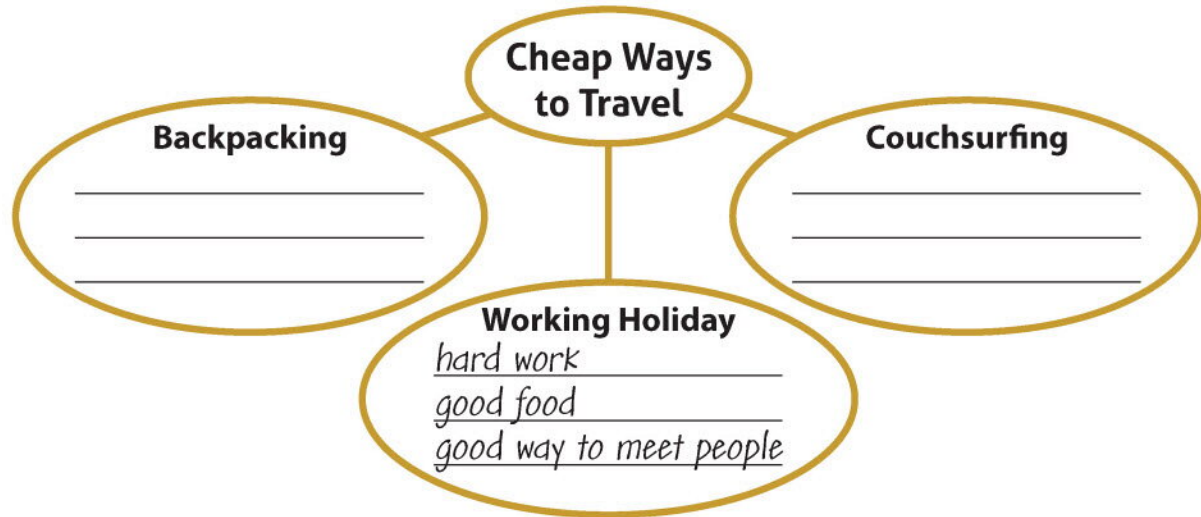 Cheap Ways
to Travel
Backpacking
Couchsurfing
Working Holiday
hard work
good food
good way to meet people